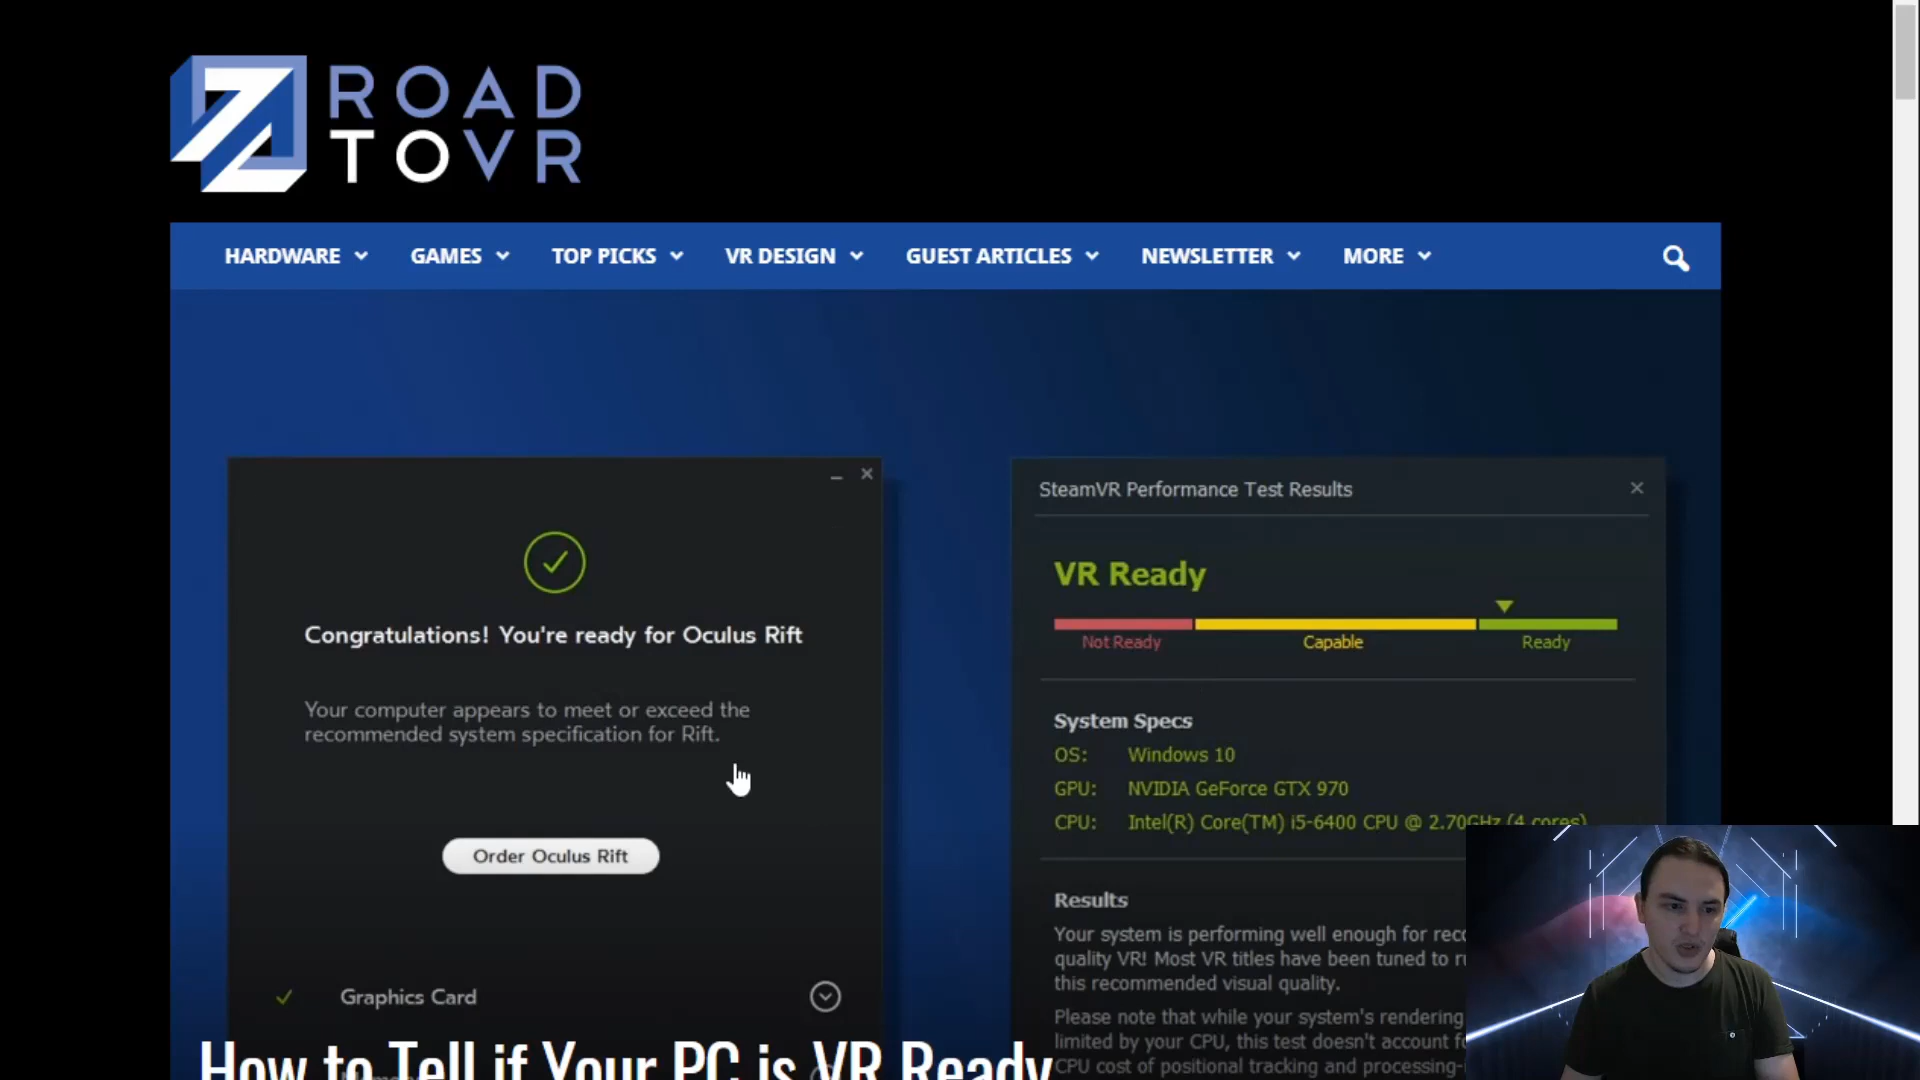 ROAD
TOVR
HARDWARE GAMES TOP PICKS VR DESIGN GUEST ARTICLES NEWSLETTER MORE
Congratulations! You're ready for Oculus Rift
Your computer appears to meet or exceed the
recommended system specification for Rift.
Order Oculus Rift
Graphics Card
SteamVR Performance Test Results
VR Ready
Not Ready Capable Ready
System Specs
OS: Windows 10
GPU: NVIDIA GeForce GTX 970
CPU: Intel(R) Core(TM) i5-6400 CPU @ 2.70GHz (4 cores)
Results
Your system is performing well enough for
quality VR! Most VR titles have been tuned to
this recommended visual quality.
Please note that while your system's rendering
limited by your CPU, this test doesn't account
CPU cost of positional tracking and processing-
How to Tell if Your PC is VR Ready